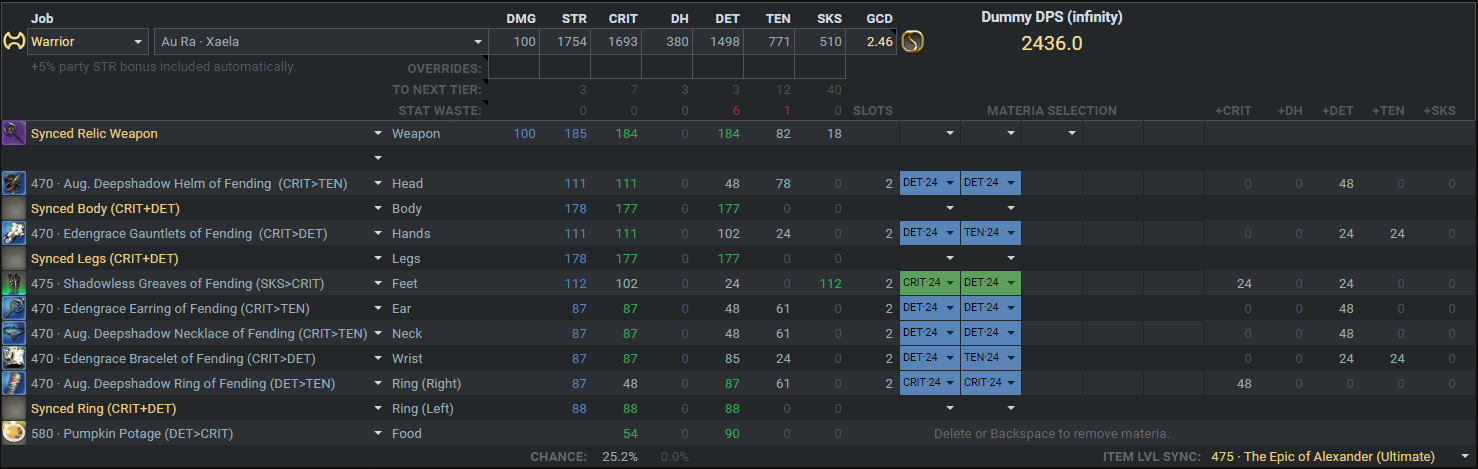 Job DMG STR CRIT DH DET TEN SKS GCD Dummy DPS (infinity)
Warrior Au Ra · Xaela 100 1754 1693 380 1498 771 510 2.46 2436.0
+5% party STR bonus included automatically. OVERRIDES:
TO NEXT TIER: 3 7 3 3 12 40
STAT WASTE: 0 0 0 6 1 0 SLOTS MATERIA SELECTION +CRIT +DH +DET +TEN +SKS
Synced Relic Weapon Weapon 100 185 184 0 184 82 18
470 · Aug. Deepshadow Helm of Fending (CRIT>TEN) Head 111 111 0 48 78 0 2 DET·24 DET·24 0 0 48 0 0
Synced Body (CRIT+DET) Body 178 177 0 177 0 0
470 · Edengrace Gauntlets of Fending (CRIT>DET) Hands 111 111 0 102 24 0 2 DET·24 TEN·24 0 0 24 24 0
Synced Legs (CRIT+DET) Legs 178 177 0 177 0 0
475 · Shadowless Greaves of Fending (SKS>CRIT) Feet 112 102 0 24 0 112 2 CRIT·24 DET·24 24 0 24 0 0
470 · Edengrace Earring of Fending (CRIT>TEN) Ear 87 87 0 48 61 0 2 DET·24 DET·24 0 0 48 0 0
470 · Aug. Deepshadow Necklace of Fending (CRIT>TEN) Neck 87 87 0 48 61 0 2 DET·24 DET·24 0 0 48 0 0
470 · Edengrace Bracelet of Fending (CRIT>DET) Wrist 87 87 0 85 24 0 2 DET·24 TEN·24 0 0 24 24 0
470 · Aug. Deepshadow Ring of Fending (DET>TEN) Ring (Right) 87 48 0 87 61 0 2 CRIT·24 CRIT·24 48 0 0 0 0
Synced Ring (CRIT+DET) Ring (Left) 88 88 0 88 0 0
580 · Pumpkin Potage (DET>CRIT) Food 54 0 90 0 0 Delete or Backspace to remove materia.
CHANCE: 25.2% 0.0% ITEM LVL SYNC: 475 · The Epic of Alexander (Ultimate)